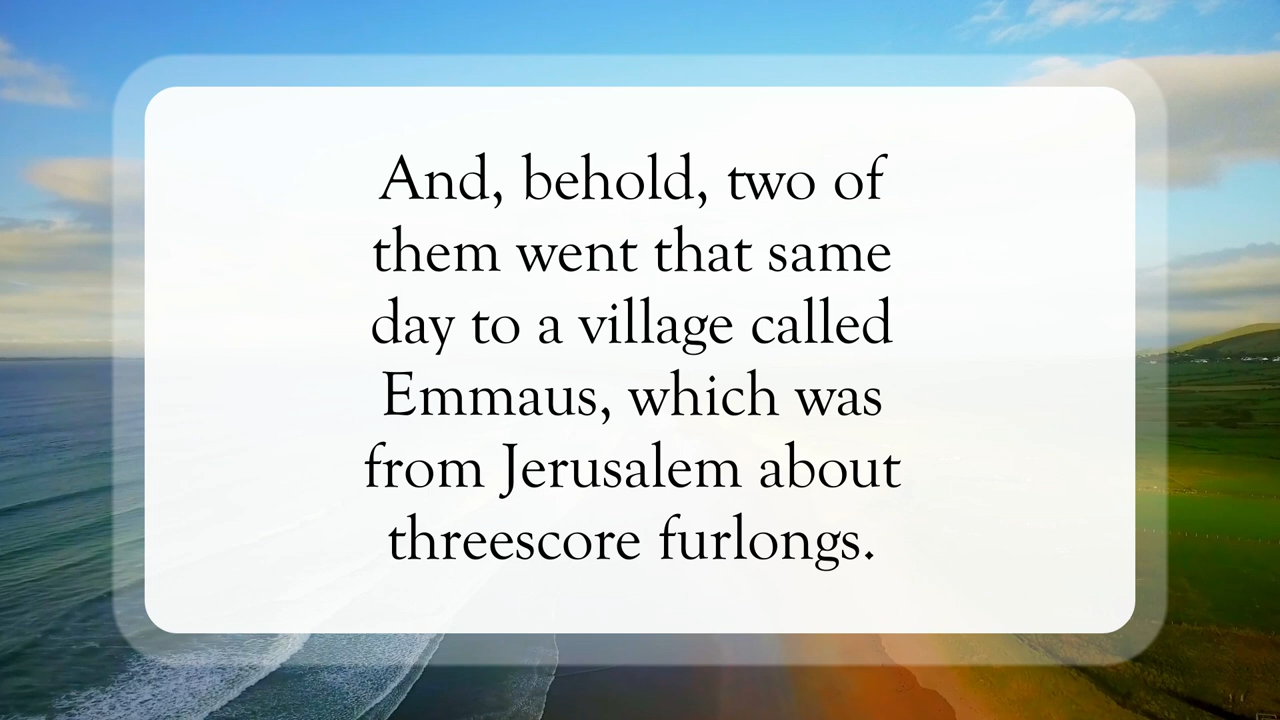 And, behold, two of
them went that same
day to a village called
Emmaus, which was
from Jerusalem about
threescore furlongs.